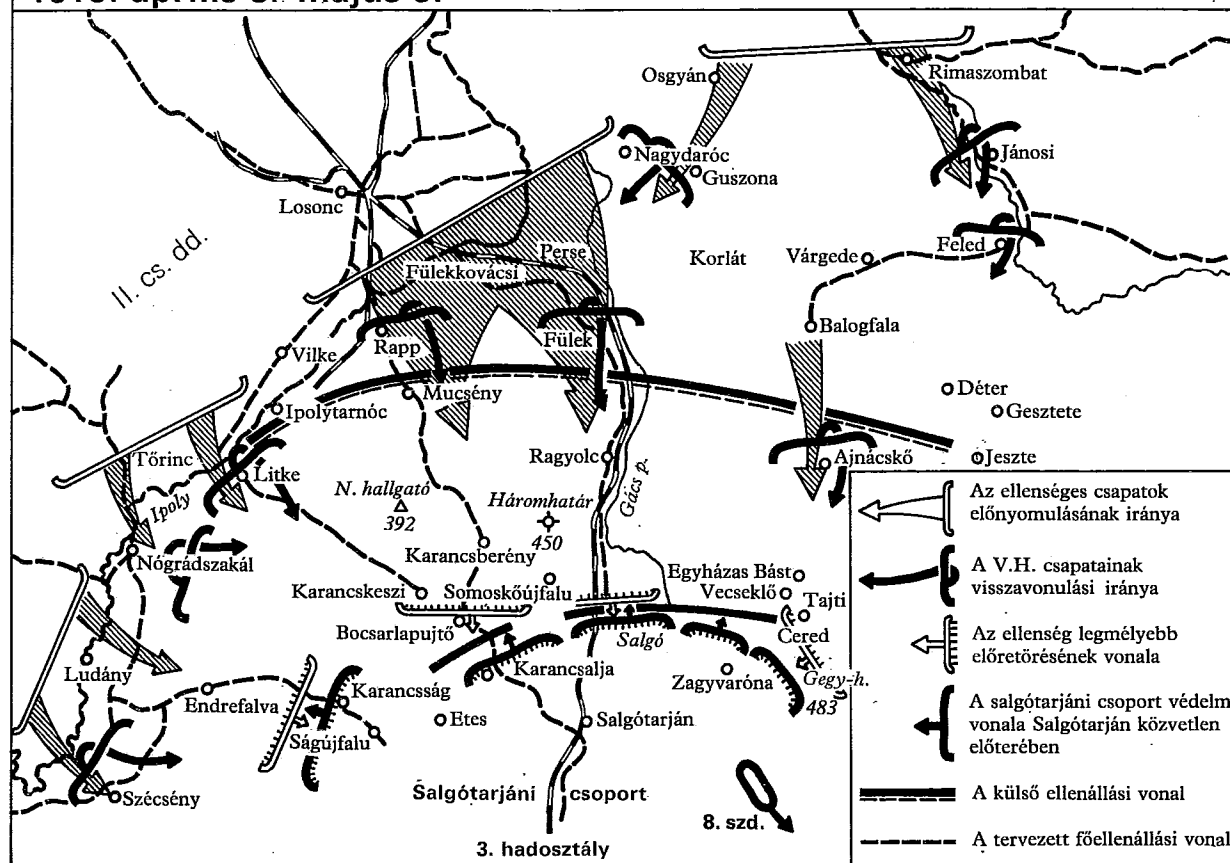 Osgyán
Rimaszombat
Nagydaróc
Guszona
Jánosi
Losonc
II. cs. dd.
Perse
Korlát
Várgede
Feled
Fülekkovácsi
Balogfala
Rapp
Fülek
Vilke
Mucsény
Déter
Ipolytarnóc
Gesztete
Tőrinc
Litke
Ragyolc
Ajnácskő
Jeszte
Ipoly
N. hallgató
392
Háromhatár
450
Gács p.
Nógrádszakál
Karancsberény
Karancskeszi
Somoskőújfalu
Egyházas Bást
Vecseklő
Tajti
Bocsarlapujtő
Salgó
Cered
Ludány
Karancsalja
Zagyvaróna
Gegy-h.
483
Endrefalva
Karancsság
Etes
Salgótarján
Ságújfalu
Szécsény
Salgótarjáni csoport
8. szd.
3. hadosztály
Az ellenséges csapatok
előnyomulásának iránya
A V.H. csapatainak
visszavonulási iránya
Az ellenség legmélyebb
előretörésének vonala
A salgótarjáni csoport védelm
vonala Salgótarján közvetlen
előterében
A külső ellenállási vonal
A tervezett főellenállási vonal